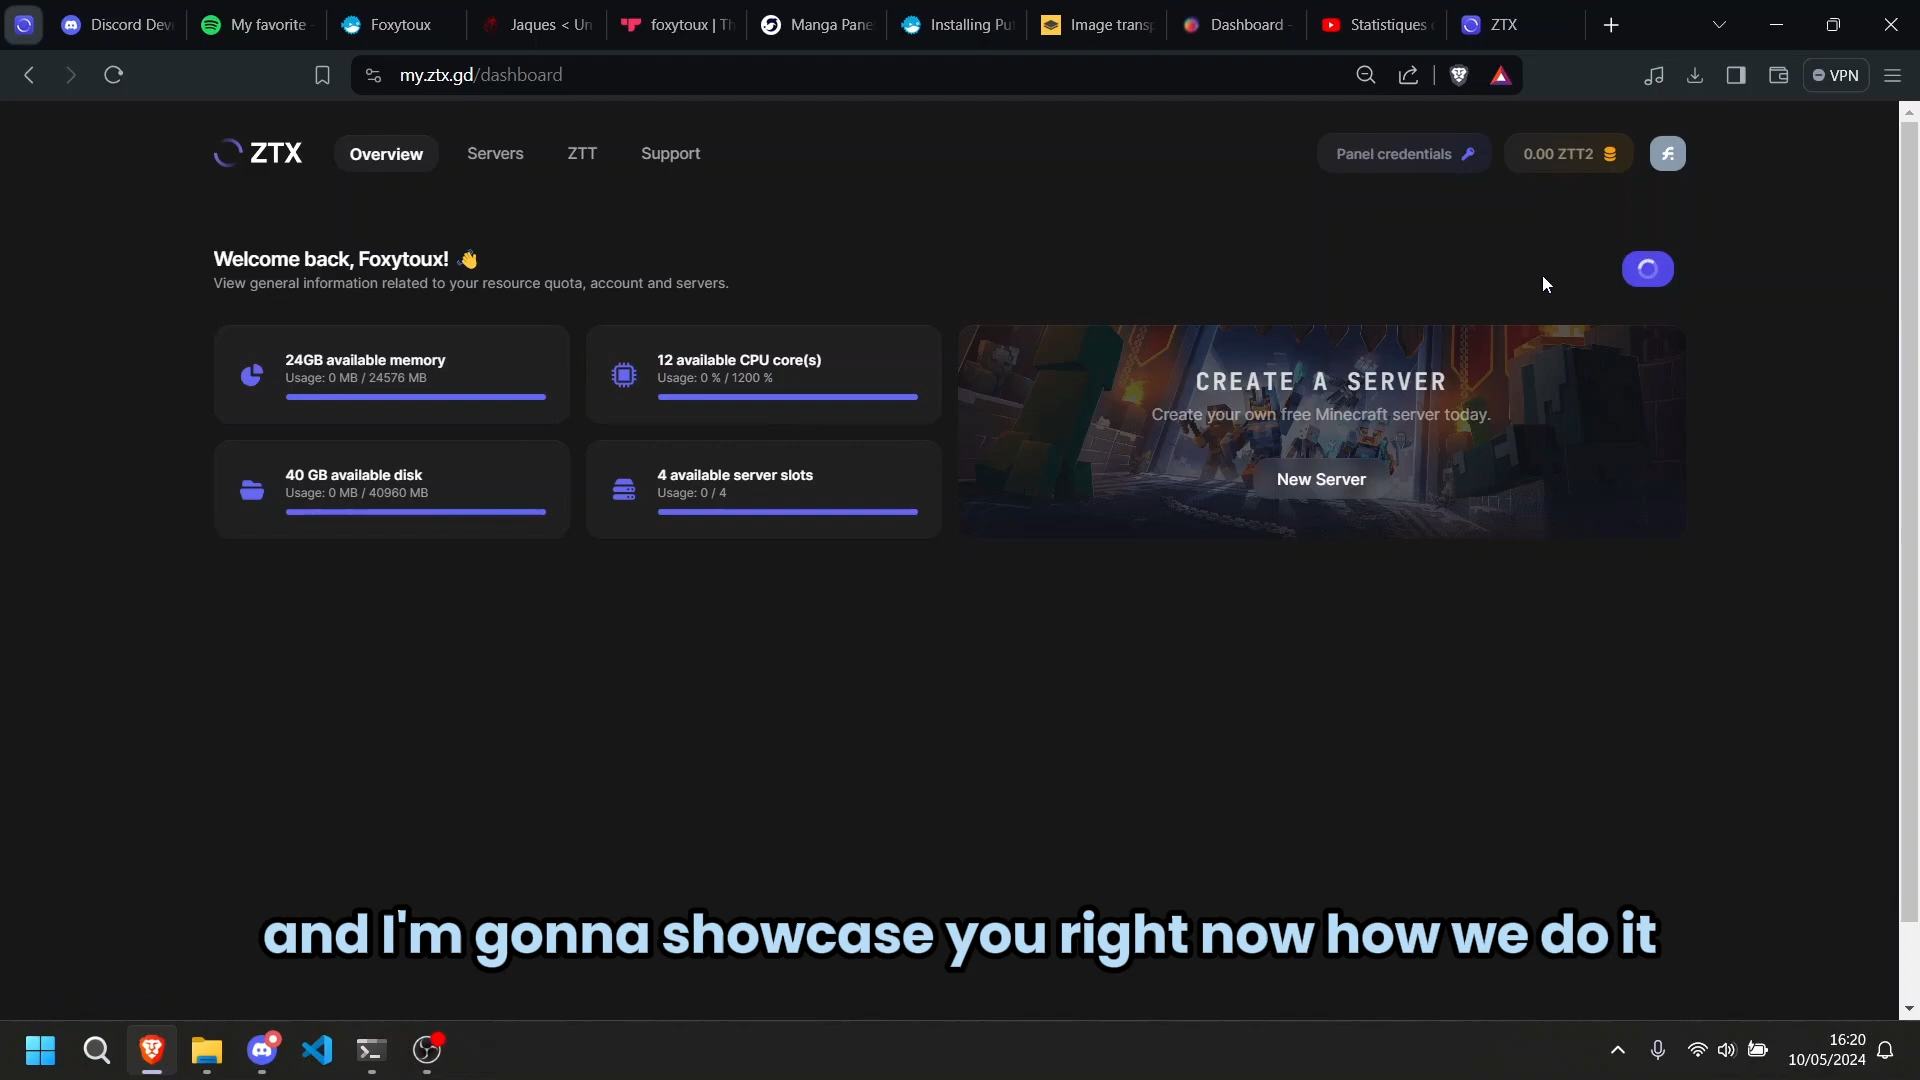 Discord Dev
My favorite
Foxytoux
Jaques < Un
foxytoux | Th
Manga Pane
Installing Pu
Image transp
Dashboard -
Statistiques
ZTX
my.ztx.gd/dashboard
VPN
ZTX
Overview
Servers
ZTT
Support
Panel credentials
0.00 ZTT2
Welcome back, Foxytoux! 👋
View general information related to your resource quota, account and servers.
24GB available memory
Usage: 0 MB / 24576 MB
12 available CPU core(s)
Usage: 0 % / 1200 %
CREATE A SERVER
Create your own free Minecraft server today.
New Server
40 GB available disk
Usage: 0 MB / 40960 MB
4 available server slots
Usage: 0 / 4
and I'm gonna showcase you right now how we do it
16:20
10/05/2024